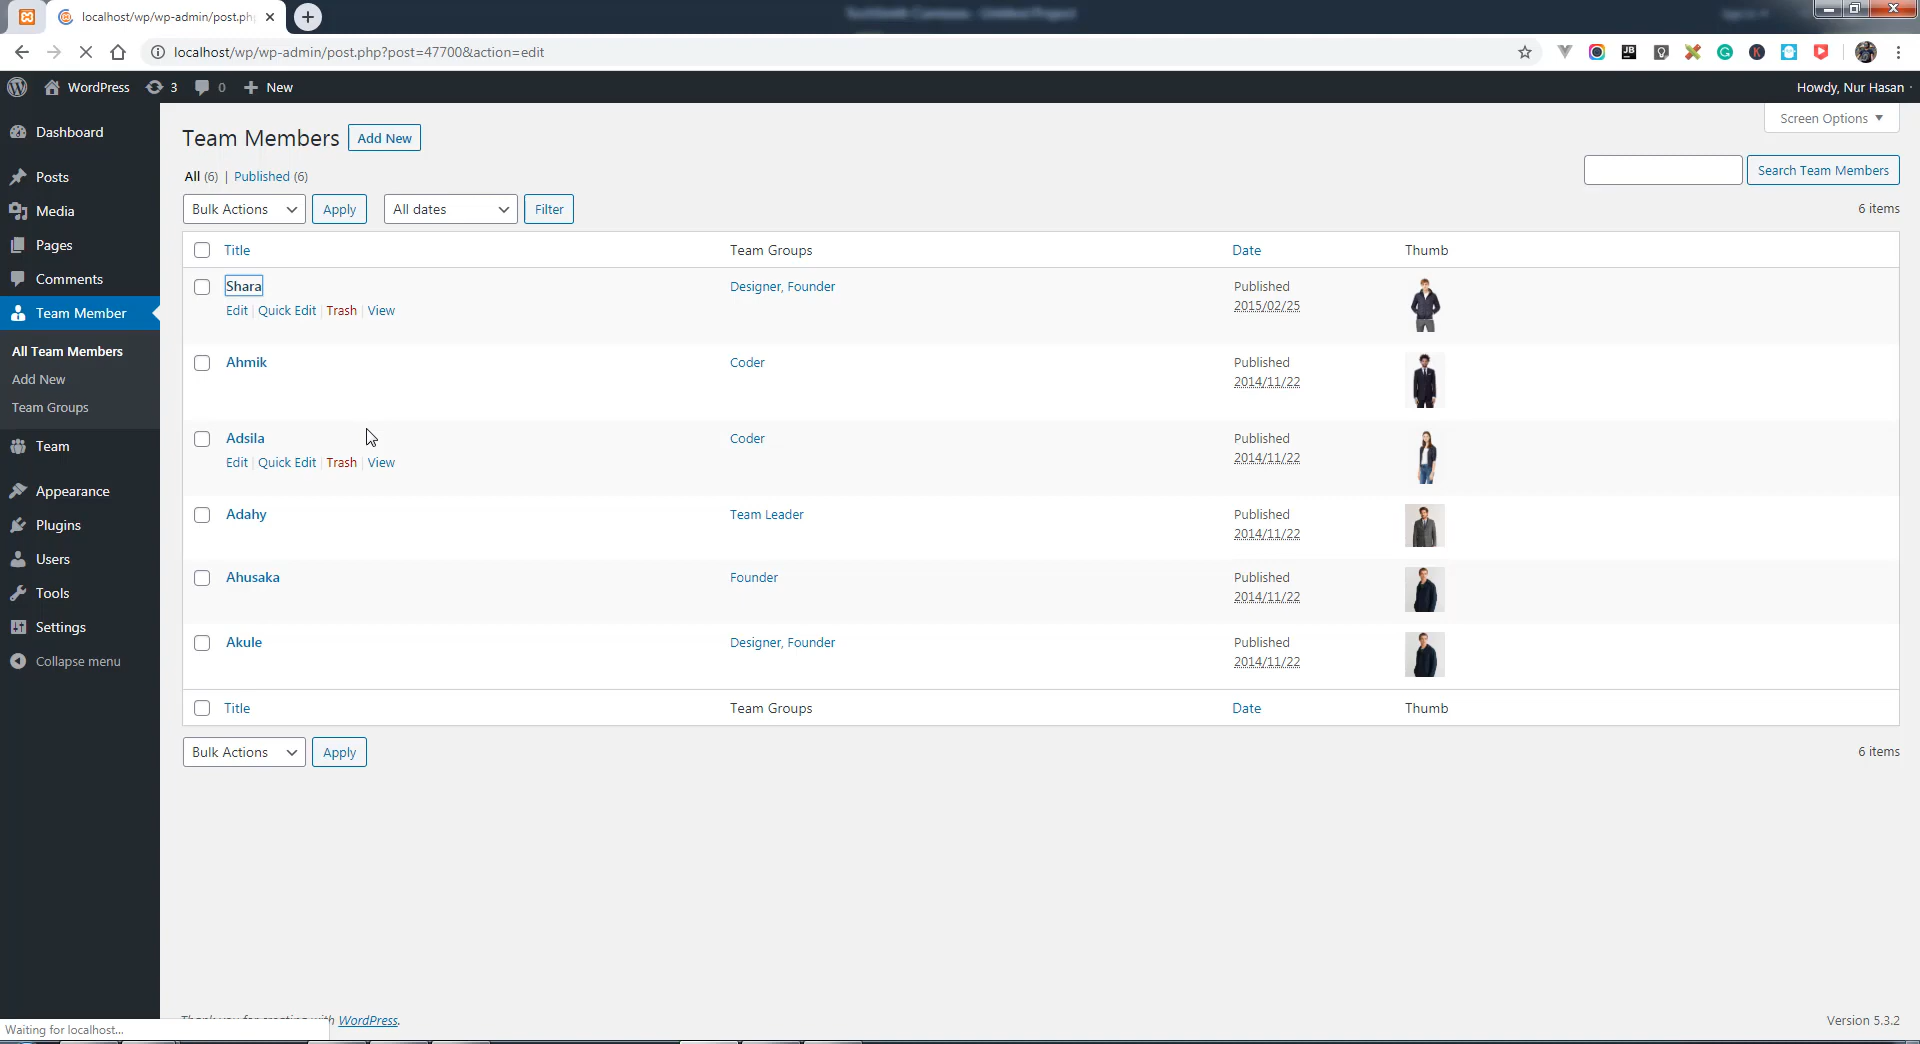 localhost/wp/wp-admin/post.ph
localhost/wp/wp-admin/post.php?post=47700&action=edit
WordPress 3 0 New
Howdy, Nur Hasan
Screen Options
Dashboard
Posts
Media
Pages
Comments
Team Member
All Team Members
Add New
Team Groups
Team
Appearance
Plugins
Users
Tools
Settings
Collapse menu
Team Members Add New
All (6) | Published (6)
Search Team Members
Bulk Actions Apply All dates Filter
6 items
Title Team Groups Date Thumb
Shara Designer, Founder Published
2015/02/25
Edit | Quick Edit | Trash | View
Ahmik Coder Published
2014/11/22
Adsila Coder Published
2014/11/22
Edit | Quick Edit | Trash | View
Adahy Team Leader Published
2014/11/22
Ahusaka Founder Published
2014/11/22
Akule Designer, Founder Published
2014/11/22
Title Team Groups Date Thumb
Bulk Actions Apply
6 items
Thank you for creating with WordPress.
Version 5.3.2
Waiting for localhost...